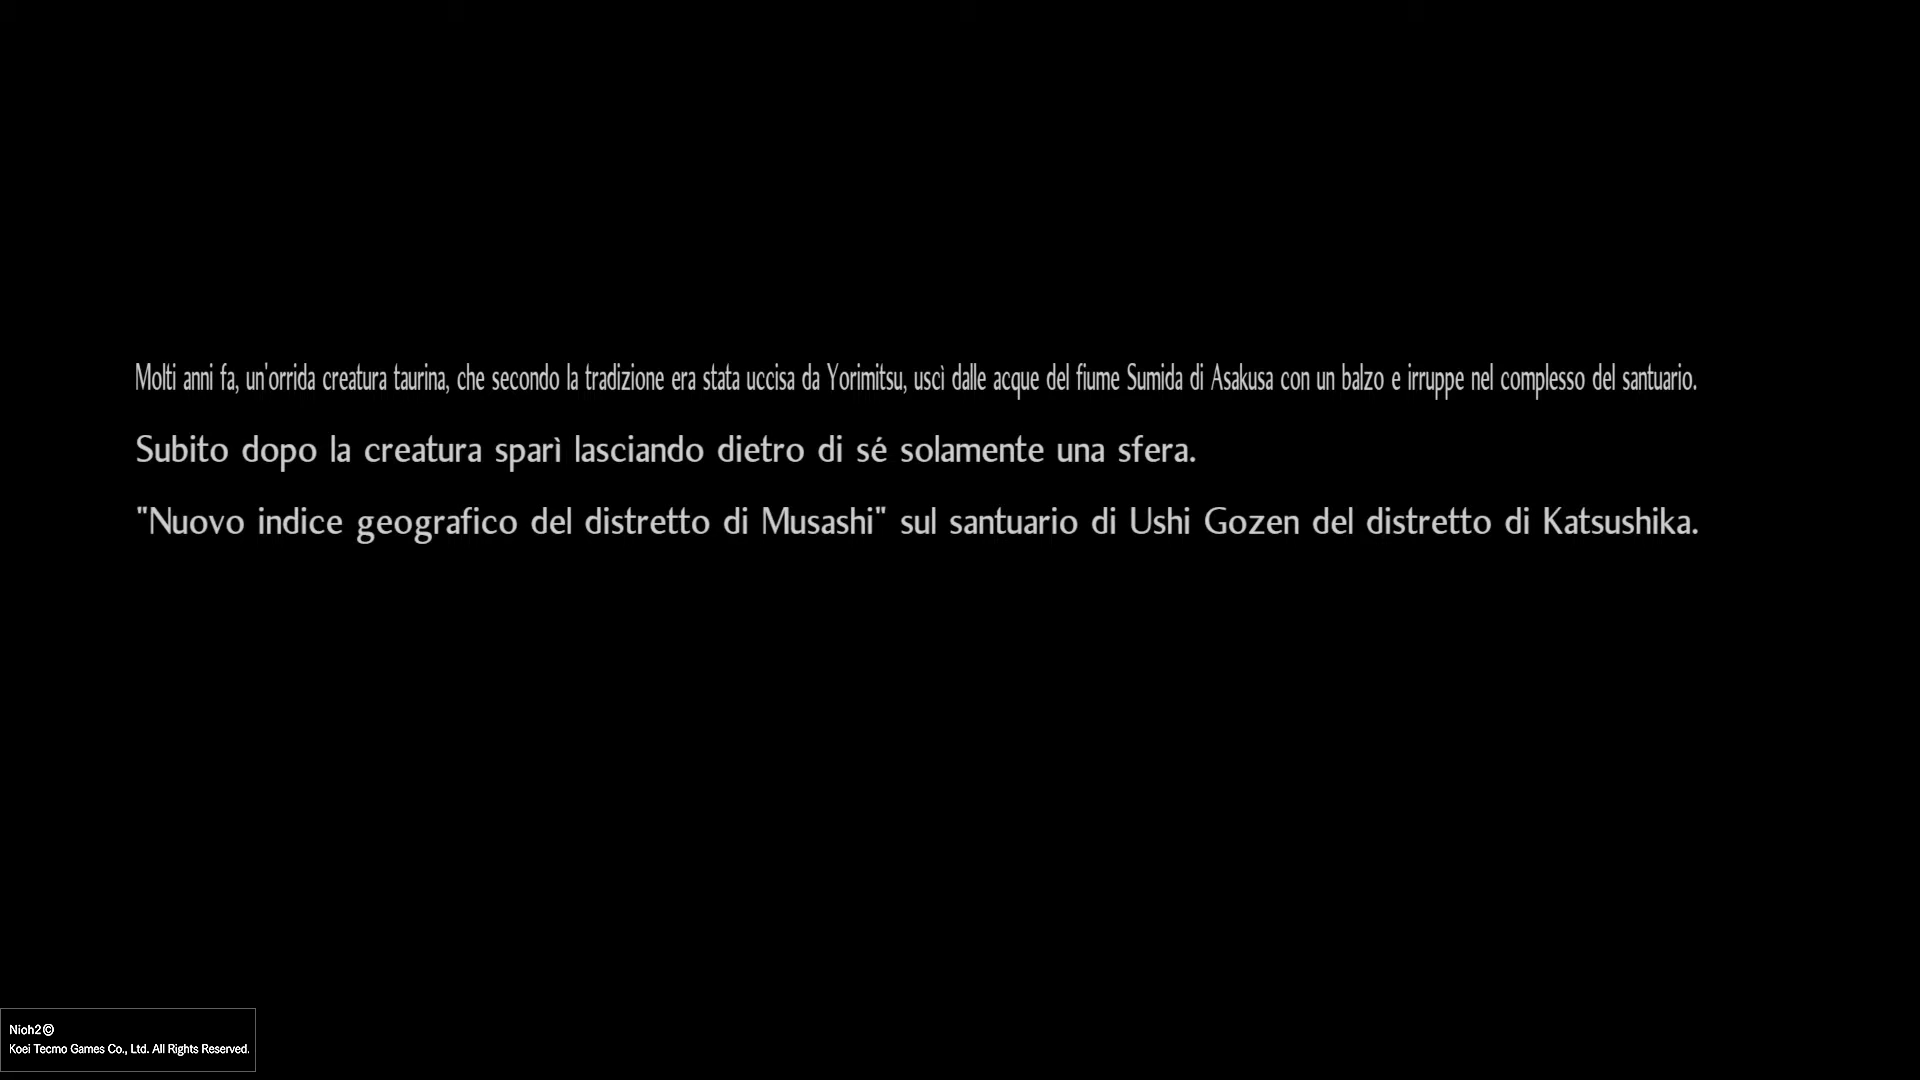 Molti anni fa, un'orrida creatura taurina, che secondo la tradizione era stata uccisa da Yorimitsu, uscì dalle acque del fiume Sumida di Asakusa con un balzo e irruppe nel complesso del santuario.
Subito dopo la creatura sparì lasciando dietro di sé solamente una sfera.
"Nuovo indice geografico del distretto di Musashi" sul santuario di Ushi Gozen del distretto di Katsushika.
Nioh2©
Koei Tecmo Games Co., Ltd. All Rights Reserved.